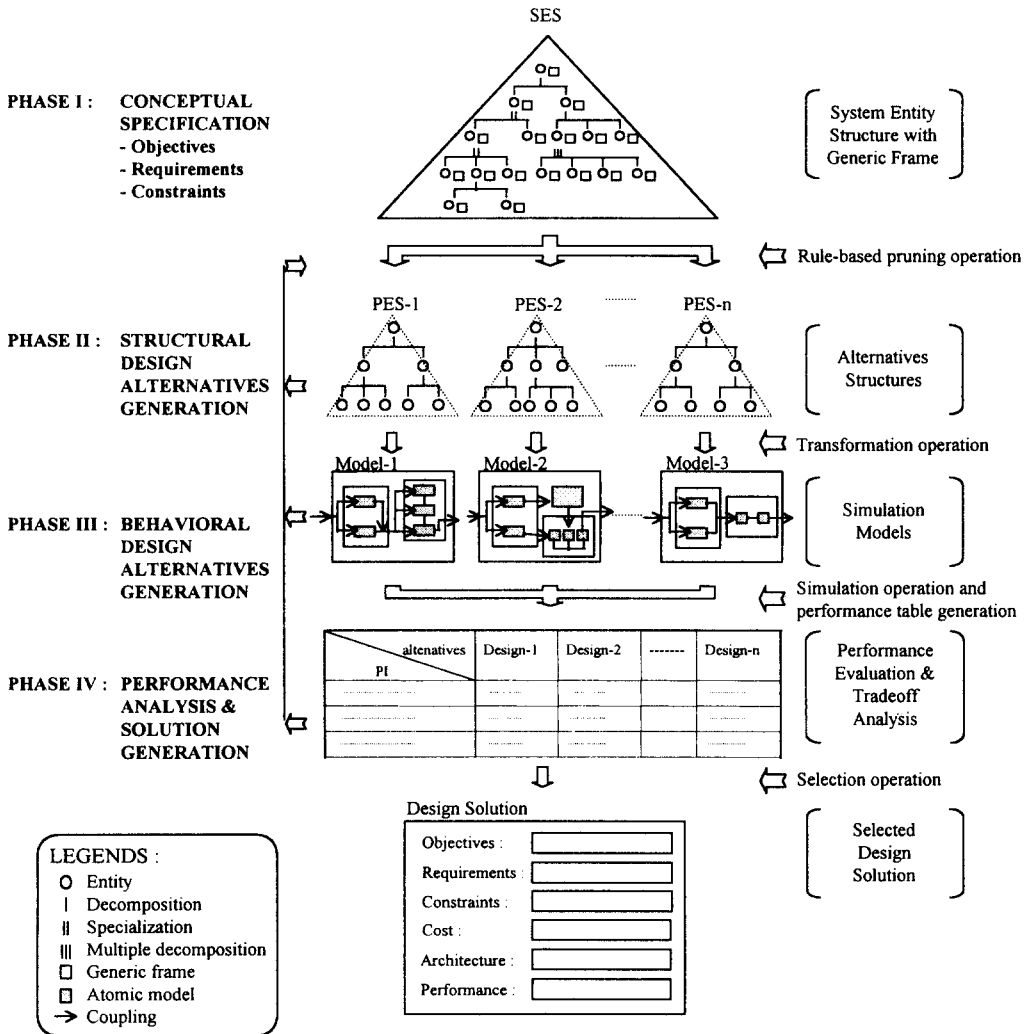 SES
PHASE I : CONCEPTUAL
SPECIFICATION
- Objectives
- Requirements
- Constraints
System Entity
Structure with
Generic Frame
Rule-based pruning operation
PES-1
PES-2
PES-n
PHASE II : STRUCTURAL
DESIGN
ALTERNATIVES
GENERATION
Alternatives
Structures
Transformation operation
Model-1
Model-2
Model-3
PHASE III : BEHAVIORAL
DESIGN
ALTERNATIVES
GENERATION
Simulation
Models
Simulation operation and
performance table generation
altenatives
PI
Design-1
Design-2
-------
Design-n
PHASE IV : PERFORMANCE
ANALYSIS &
SOLUTION
GENERATION
Performance
Evaluation &
Tradeoff
Analysis
Selection operation
Design Solution
Objectives :
Requirements :
Constraints :
Cost :
Architecture :
Performance :
Selected
Design
Solution
LEGENDS :
Entity
Decomposition
Specialization
Multiple decomposition
Generic frame
Atomic model
Coupling